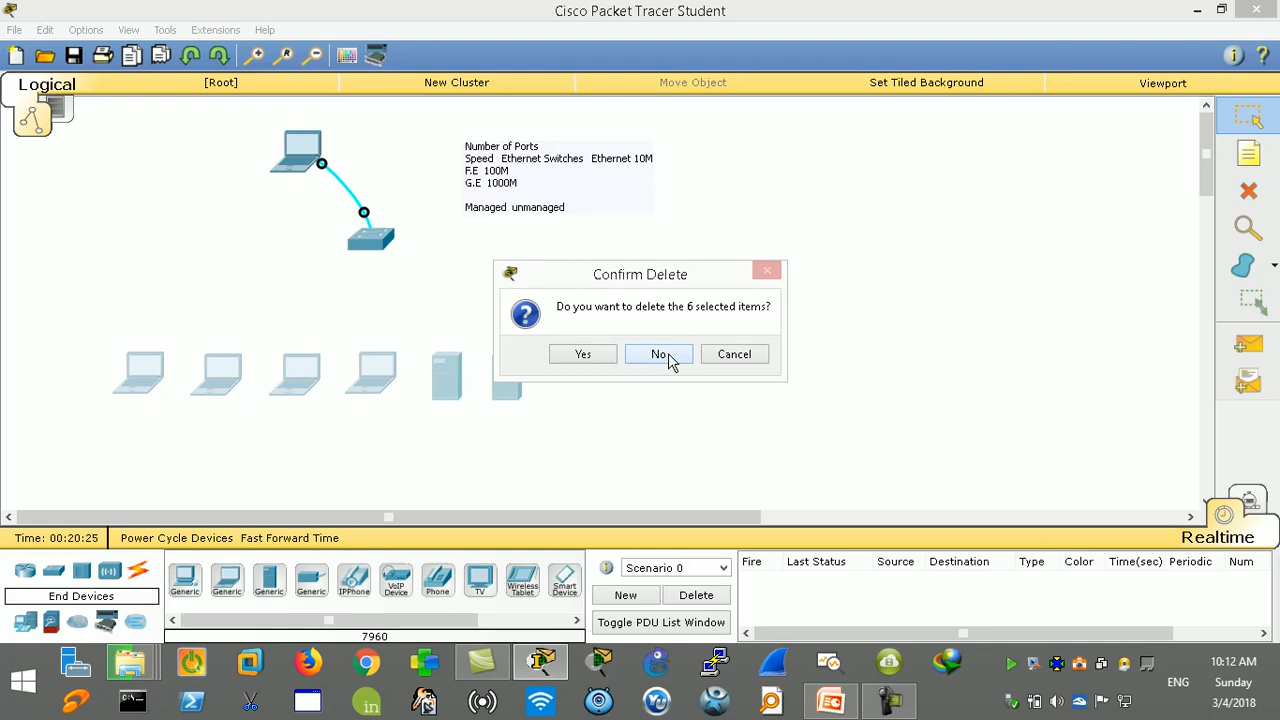 Cisco Packet Tracer Student
File Edit Options View Tools Extensions Help
Logical [Root] New Cluster Move Object Set Tiled Background Viewport
Number of Ports
Speed Ethernet Switches Ethernet 10M
F.E 100M
G.E 1000M
Managed unmanaged
Confirm Delete
Do you want to delete the 6 selected items?
Yes No Cancel
Realtime
Time: 00:20:25 Power Cycle Devices Fast Forward Time
Fire Last Status Source Destination Type Color Time(sec) Periodic Num
Scenario 0
Generic Generic Generic Generic IPPhone VoIP Device Phone TV Wireless Tablet Smart Device
End Devices
New Delete
Toggle PDU List Window
7960
10:12 AM
ENG Sunday
3/4/2018